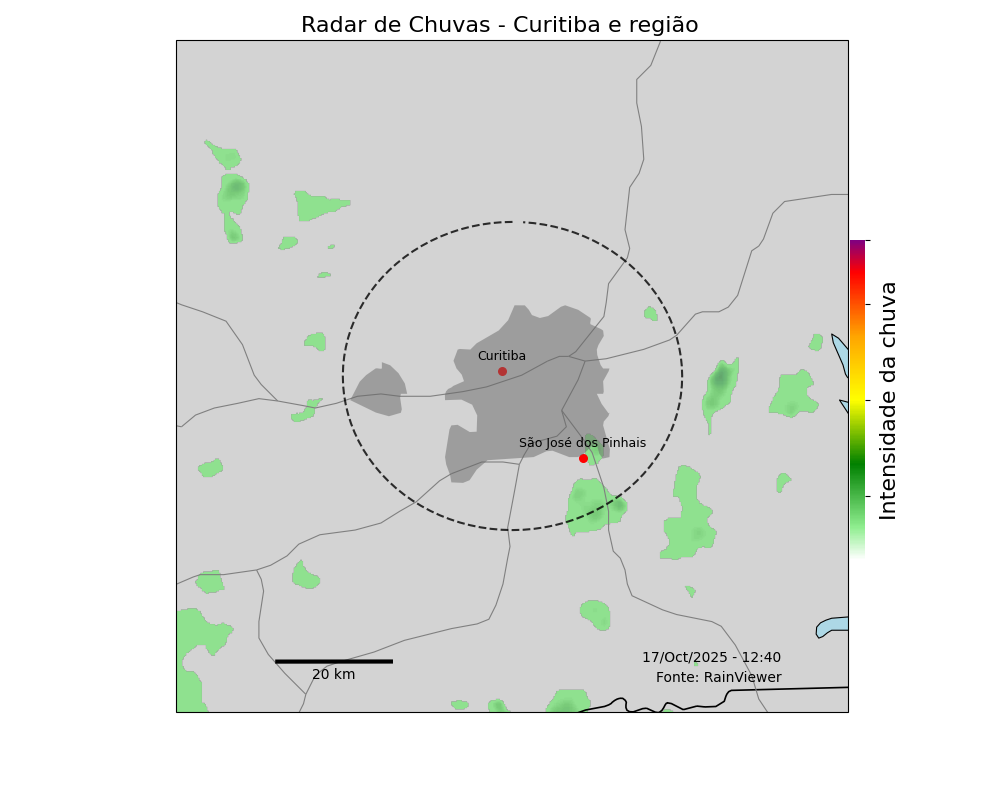 Radar de Chuvas - Curitiba e região
Curitiba
São José dos Pinhais
Intensidade da chuva
17/Oct/2025 - 12:40
Fonte: RainViewer
20 km